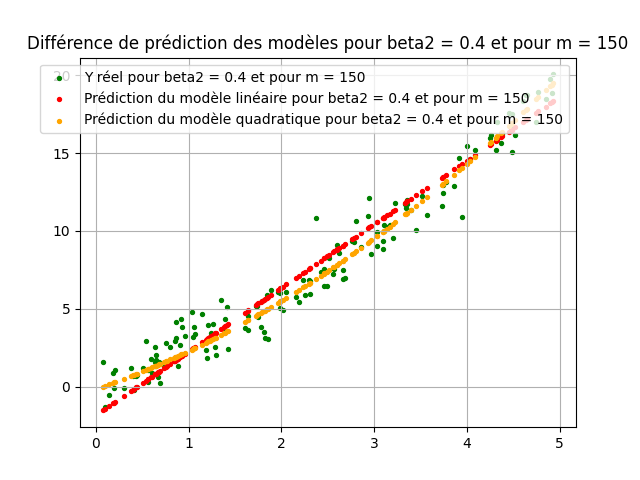 Différence de prédiction des modèles pour beta2 = 0.4 et pour m = 150
Y réel pour beta2 = 0.4 et pour m = 150
Prédiction du modèle linéaire pour beta2 = 0.4 et pour m = 150
Prédiction du modèle quadratique pour beta2 = 0.4 et pour m = 150
20
15
10
5
0
0 1 2 3 4 5